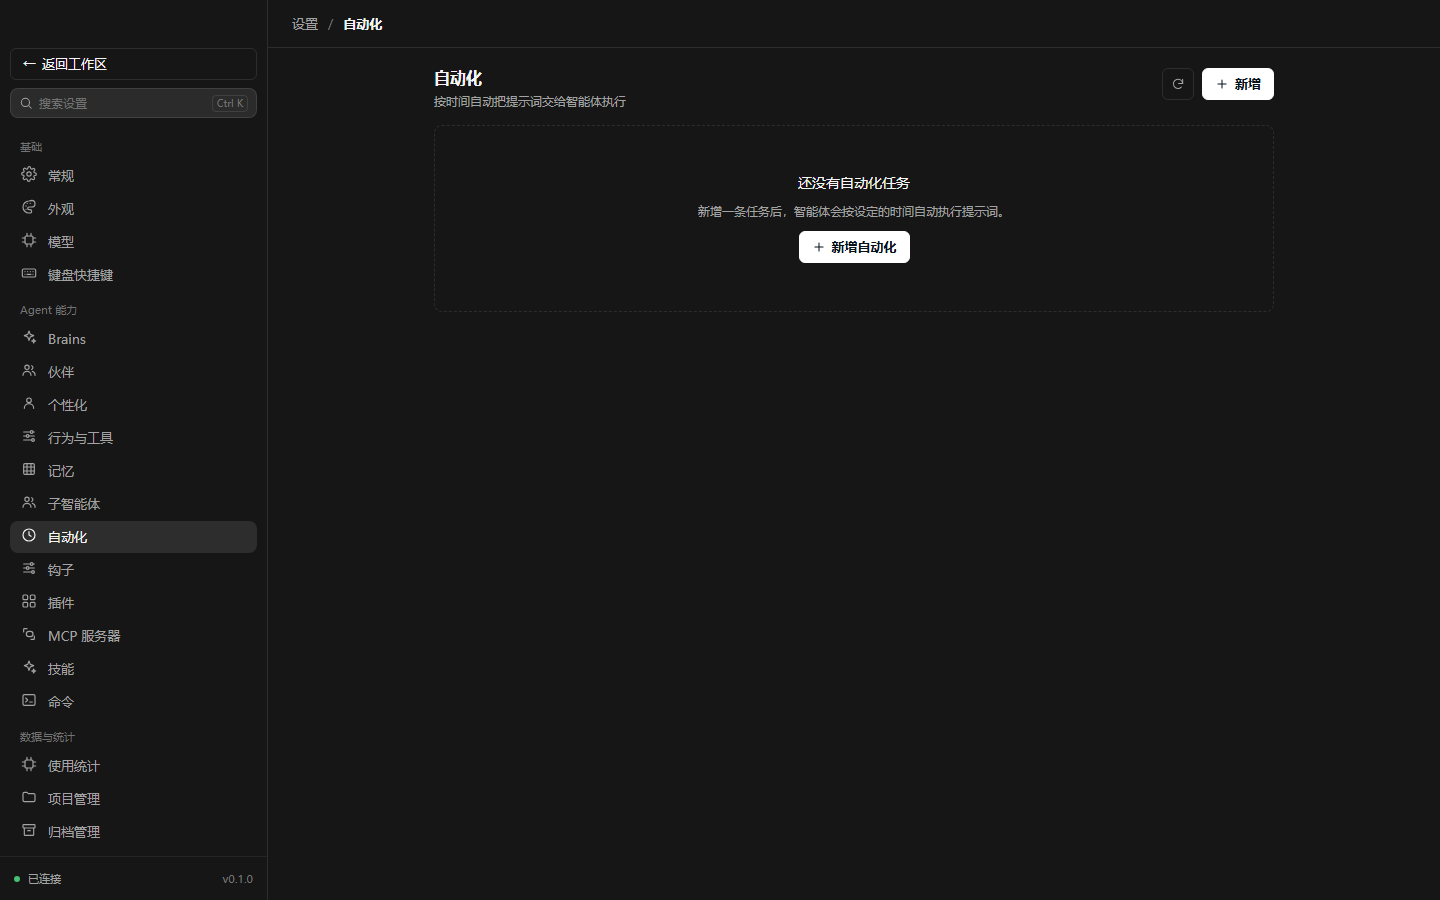 设置 / 自动化
← 返回工作区
搜索设置 Ctrl K
基础
常规
外观
模型
键盘快捷键
Agent 能力
Brains
伙伴
个性化
行为与工具
记忆
子智能体
自动化
钩子
插件
MCP 服务器
技能
命令
数据与统计
使用统计
项目管理
归档管理
已连接 v0.1.0
自动化
按时间自动把提示词交给智能体执行
+ 新增
还没有自动化任务
新增一条任务后，智能体会按设定的时间自动执行提示词。
+ 新增自动化